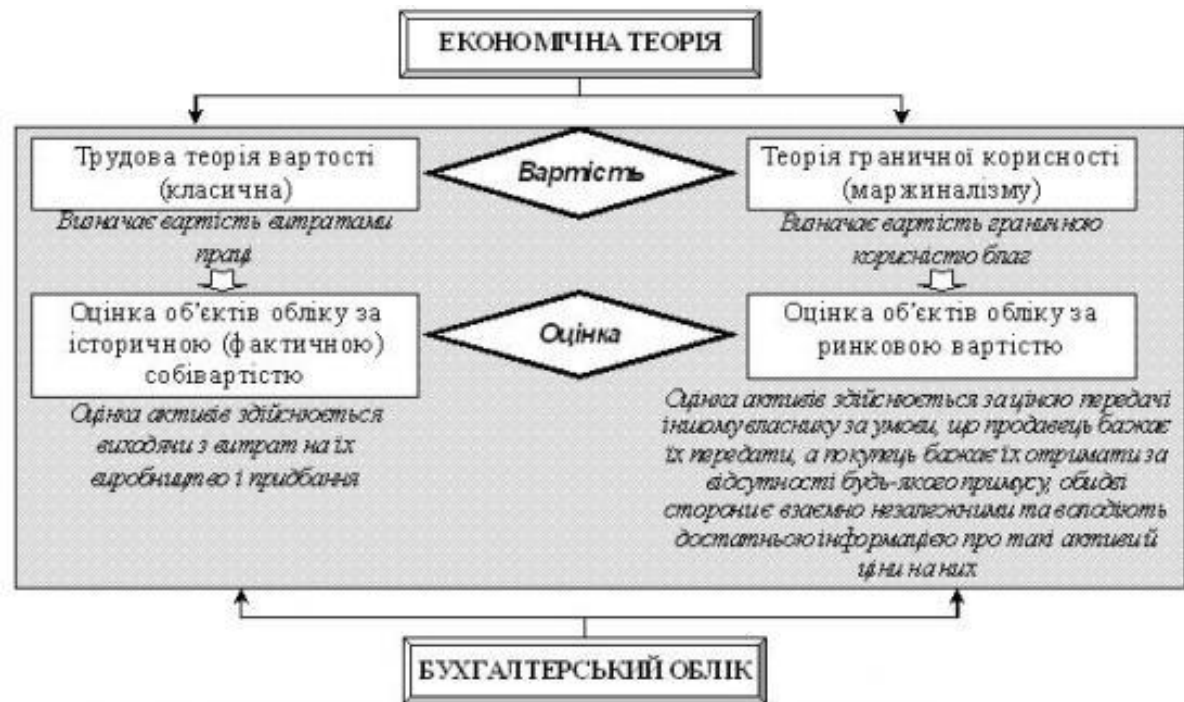 ЕКОНОМІЧНА ТЕОРІЯ
Трудова теорія вартості
(класична)
Визначає вартість витратами
праці
Вартість
Теорія граничної корисності
(маржиналізму)
Визначає вартість граничною
корисністю благ
Оцінка об'єктів обліку за
історичною (фактичною)
собівартістю
Оцінка активів здійснюється
виходячи з витрат на їх
виробництво і придбання
Оцінка
Оцінка об'єктів обліку за
ринковою вартістю
Оцінка активів здійснюється за ціною передачі
іншому власнику за умови, що продавець бажає
їх передати, а покупець бажає їх отримати за
відсутності будь-якого примусу, обидві
сторони є взаємно незалежними та володіють
достатньою інформацією про такі активи й
ціни на них
БУХГАЛТЕРСЬКИЙ ОБЛІК